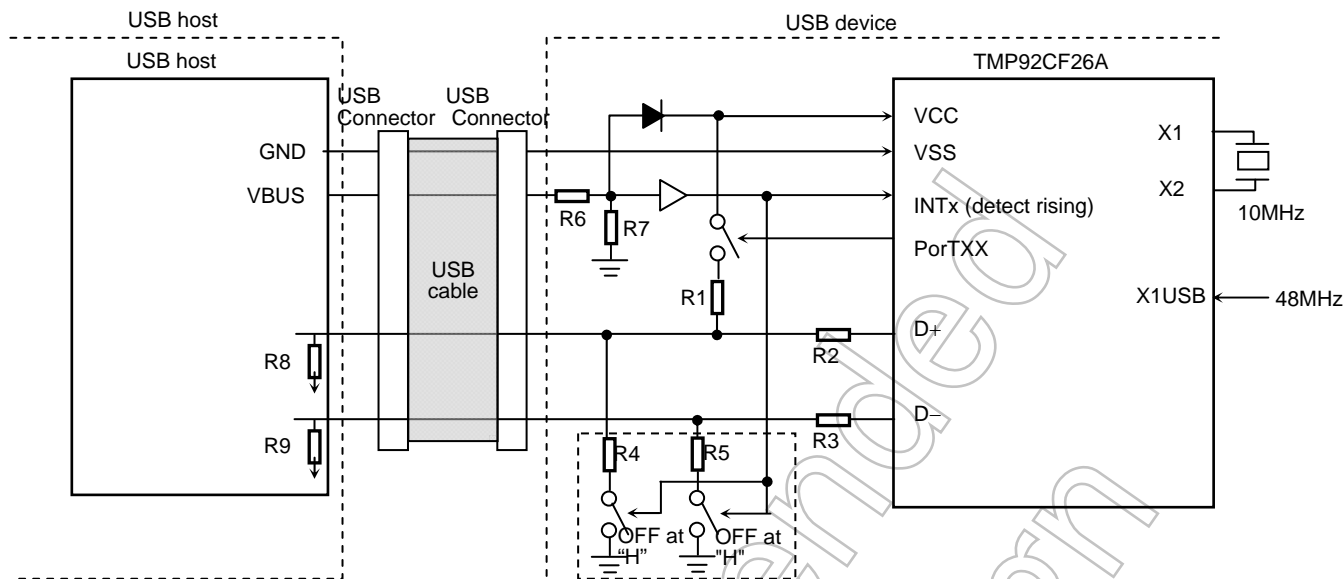 USB host
USB device
USB host
TMP92CF26A
USB
Connector
USB
Connector
VCC
GND
VSS
X1
VBUS
X2
R6
R7
INTx (detect rising)
10MHz
PorTXX
USB
cable
R1
X1USB
48MHz
D+
R8
R2
D−
R9
R3
R4
R5
OFF at
“H”
OFF at
"H"